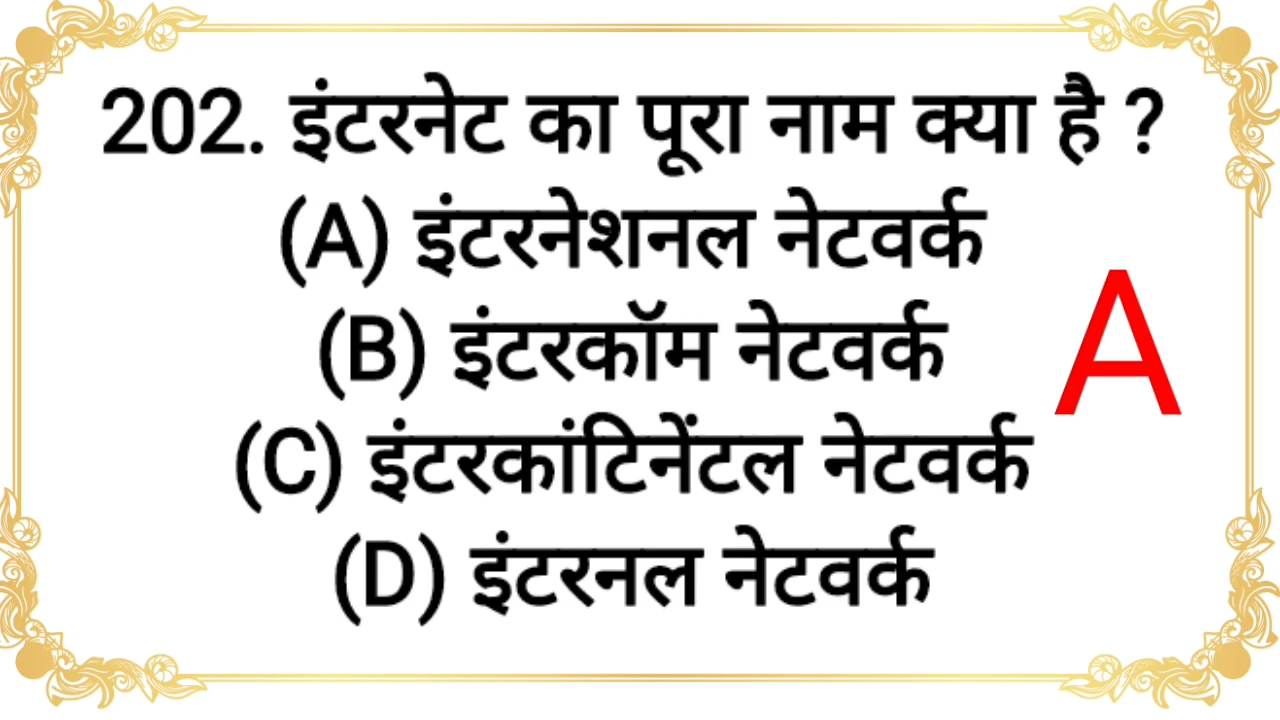 202. इंटरनेट का पूरा नाम क्या है ?
(A) इंटरनेशनल नेटवर्क
(B) इंटरकॉम नेटवर्क
A
(C) इंटरकांटिनेंटल नेटवर्क
(D) इंटरनल नेटवर्क